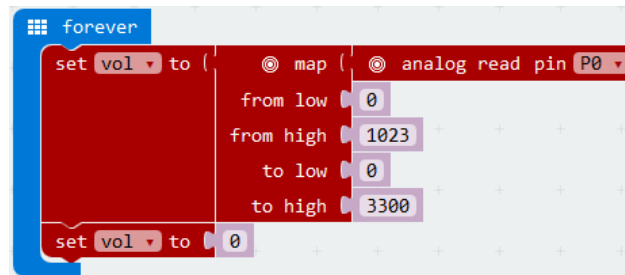 forever
set vol to ( map ( analog read pin P0
from low 0
from high 1023
to low 0
to high 3300
set vol to 0